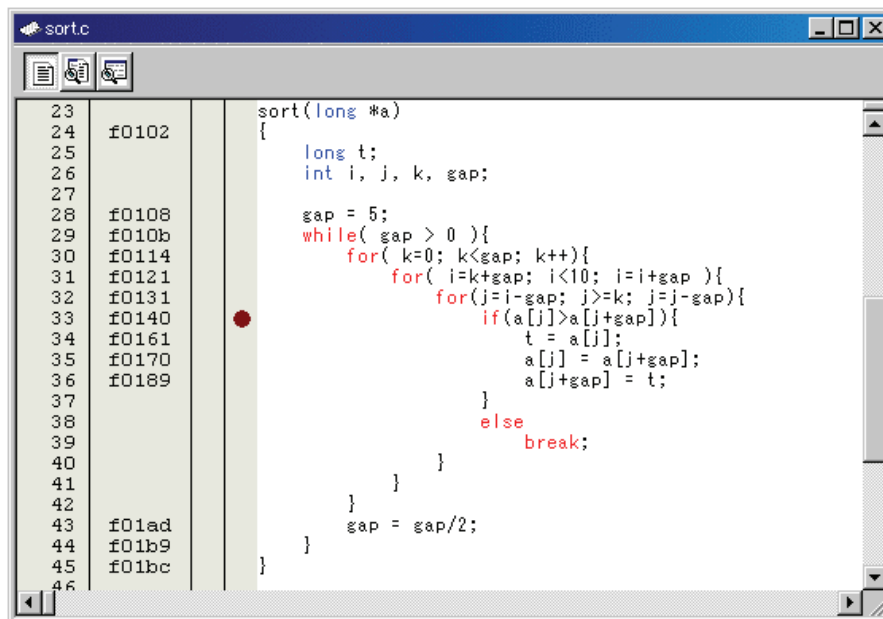 sort.c
23 sort(long *a)
24 f0102 {
25 long t;
26 int i, j, k, gap;
27
28 f0108 gap = 5;
29 f010b while( gap > 0 ){
30 f0114 for( k=0; k<gap; k++){
31 f0121 for( i=k+gap; i<10; i=i+gap ){
32 f0131 for(j=i-gap; j>=k; j=j-gap){
33 f0140 if(a[j]>a[j+gap]){
34 f0161 t = a[j];
35 f0170 a[j] = a[j+gap];
36 f0189 a[j+gap] = t;
37 }
38 else
39 break;
40 }
41 }
42 }
43 f01ad gap = gap/2;
44 f01b9 }
45 f01bc }
46